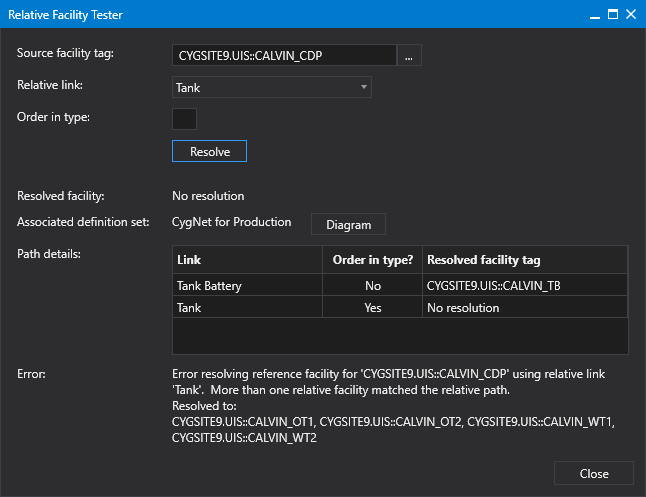 Relative Facility Tester
Source facility tag: CYGSITE9.UIS::CALVIN_CDP ...
Relative link: Tank
Order in type:
Resolve
Resolved facility: No resolution
Associated definition set: CygNet for Production Diagram
Path details: Link Order in type? Resolved facility tag
Tank Battery No CYGSITE9.UIS::CALVIN_TB
Tank Yes No resolution
Error: Error resolving reference facility for 'CYGSITE9.UIS::CALVIN_CDP' using relative link
'Tank'. More than one relative facility matched the relative path.
Resolved to:
CYGSITE9.UIS::CALVIN_OT1, CYGSITE9.UIS::CALVIN_OT2, CYGSITE9.UIS::CALVIN_WT1,
CYGSITE9.UIS::CALVIN_WT2
Close